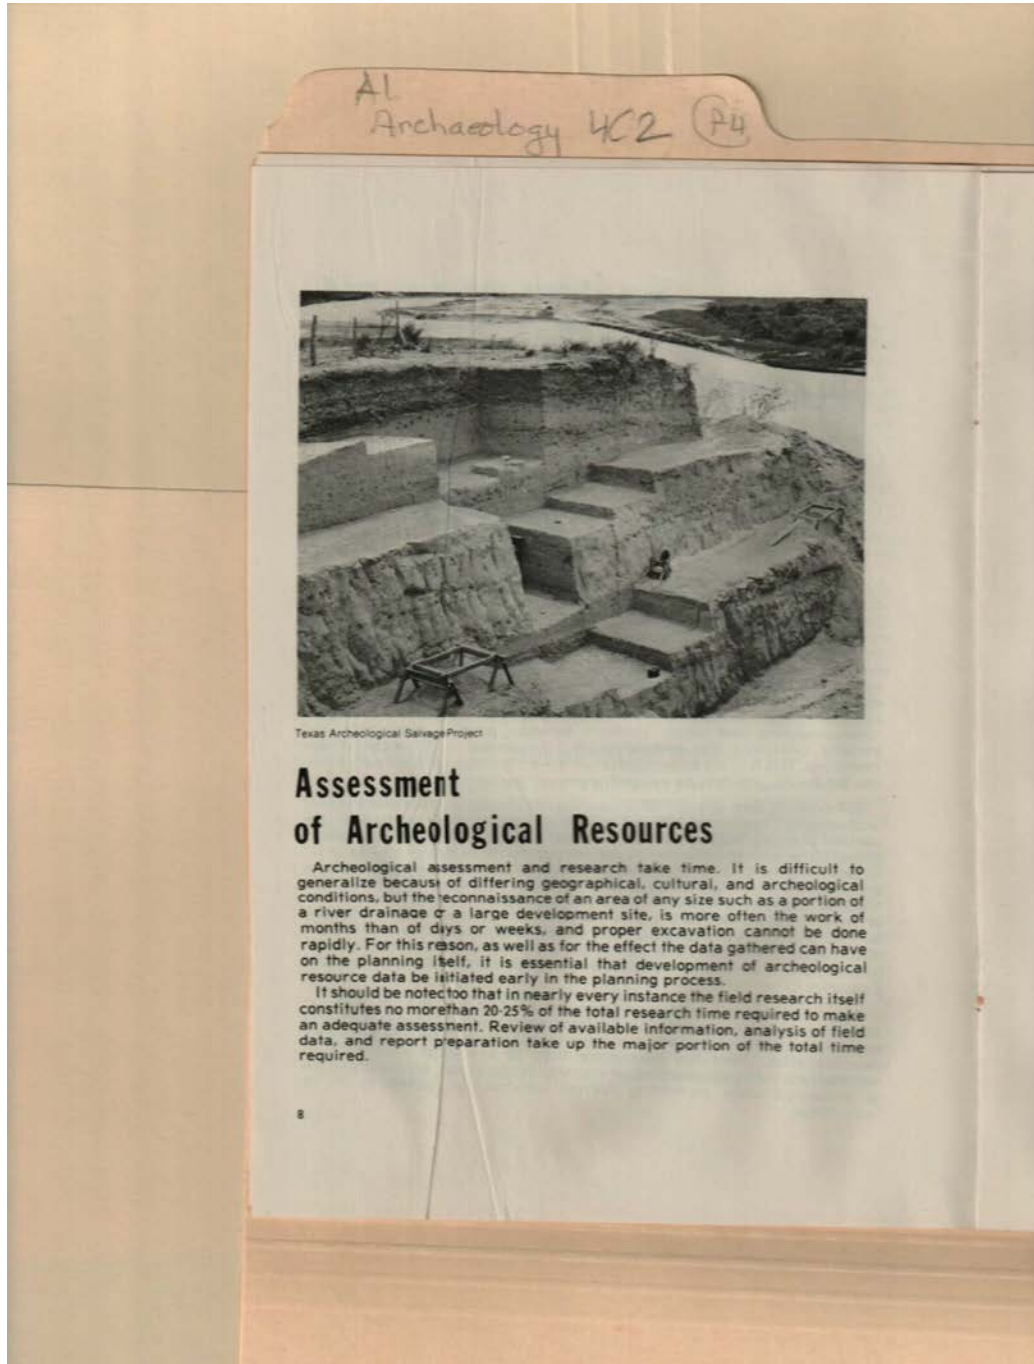 A1
Archaeology 4C2 P4
Texas Archeological Salvage Project
Assessment
of Archeological Resources
Archeological assessment and research take time. It is difficult to
generalize because of differing geographical, cultural, and archeological
conditions, but the reconnaissance of an area of any size such as a portion of
a river drainage or a large development site, is more often the work of
months than of days or weeks, and proper excavation cannot be done
rapidly. For this reason, as well as for the effect the data gathered can have
on the planning itself, it is essential that development of archeological
resource data be initiated early in the planning process.
It should be noted too that in nearly every instance the field research itself
constitutes no more than 20-25% of the total research time required to make
an adequate assessment. Review of available information, analysis of field
data, and report preparation take up the major portion of the total time
required.
8